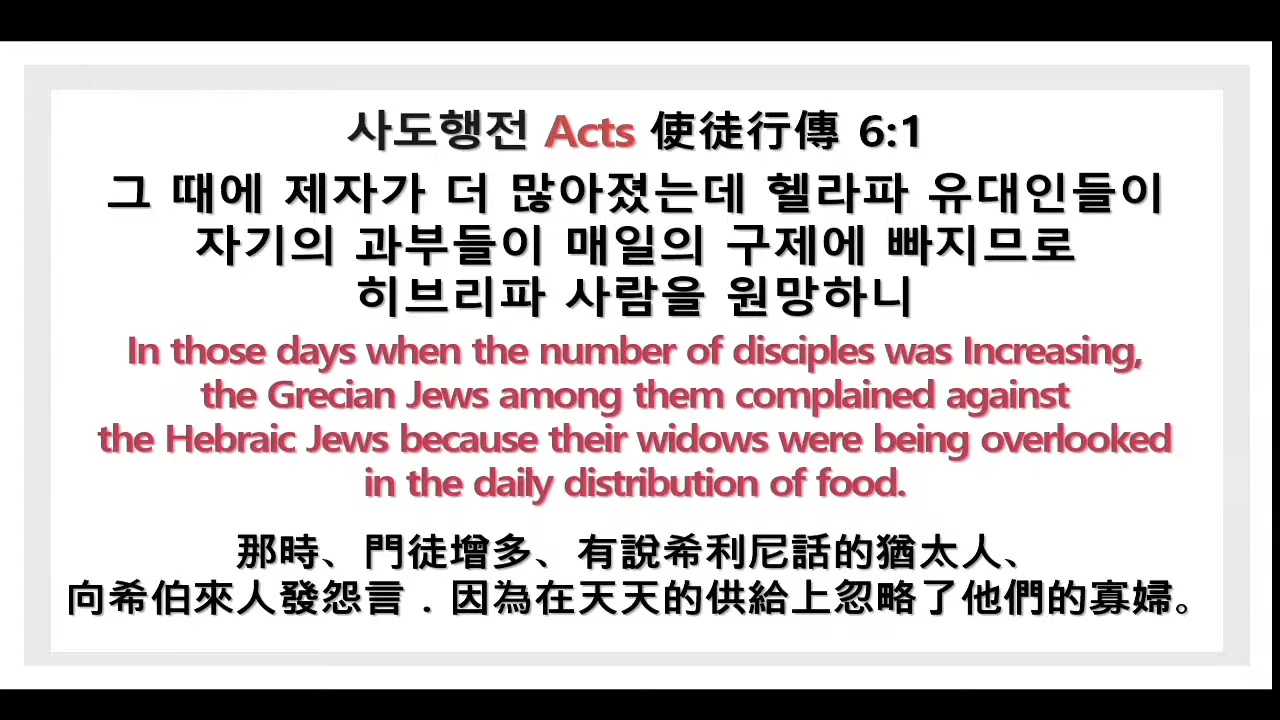 사도행전 Acts 使徒行傳 6:1
그 때에 제자가 더 많아졌는데 헬라파 유대인들이
자기의 과부들이 매일의 구제에 빠지므로
히브리파 사람을 원망하니
In those days when the number of disciples was Increasing,
the Grecian Jews among them complained against
the Hebraic Jews because their widows were being overlooked
in the daily distribution of food.
那時、門徒增多、有說希利尼話的猶太人、
向希伯來人發怨言．因為在天天的供給上忽略了他們的寡婦。